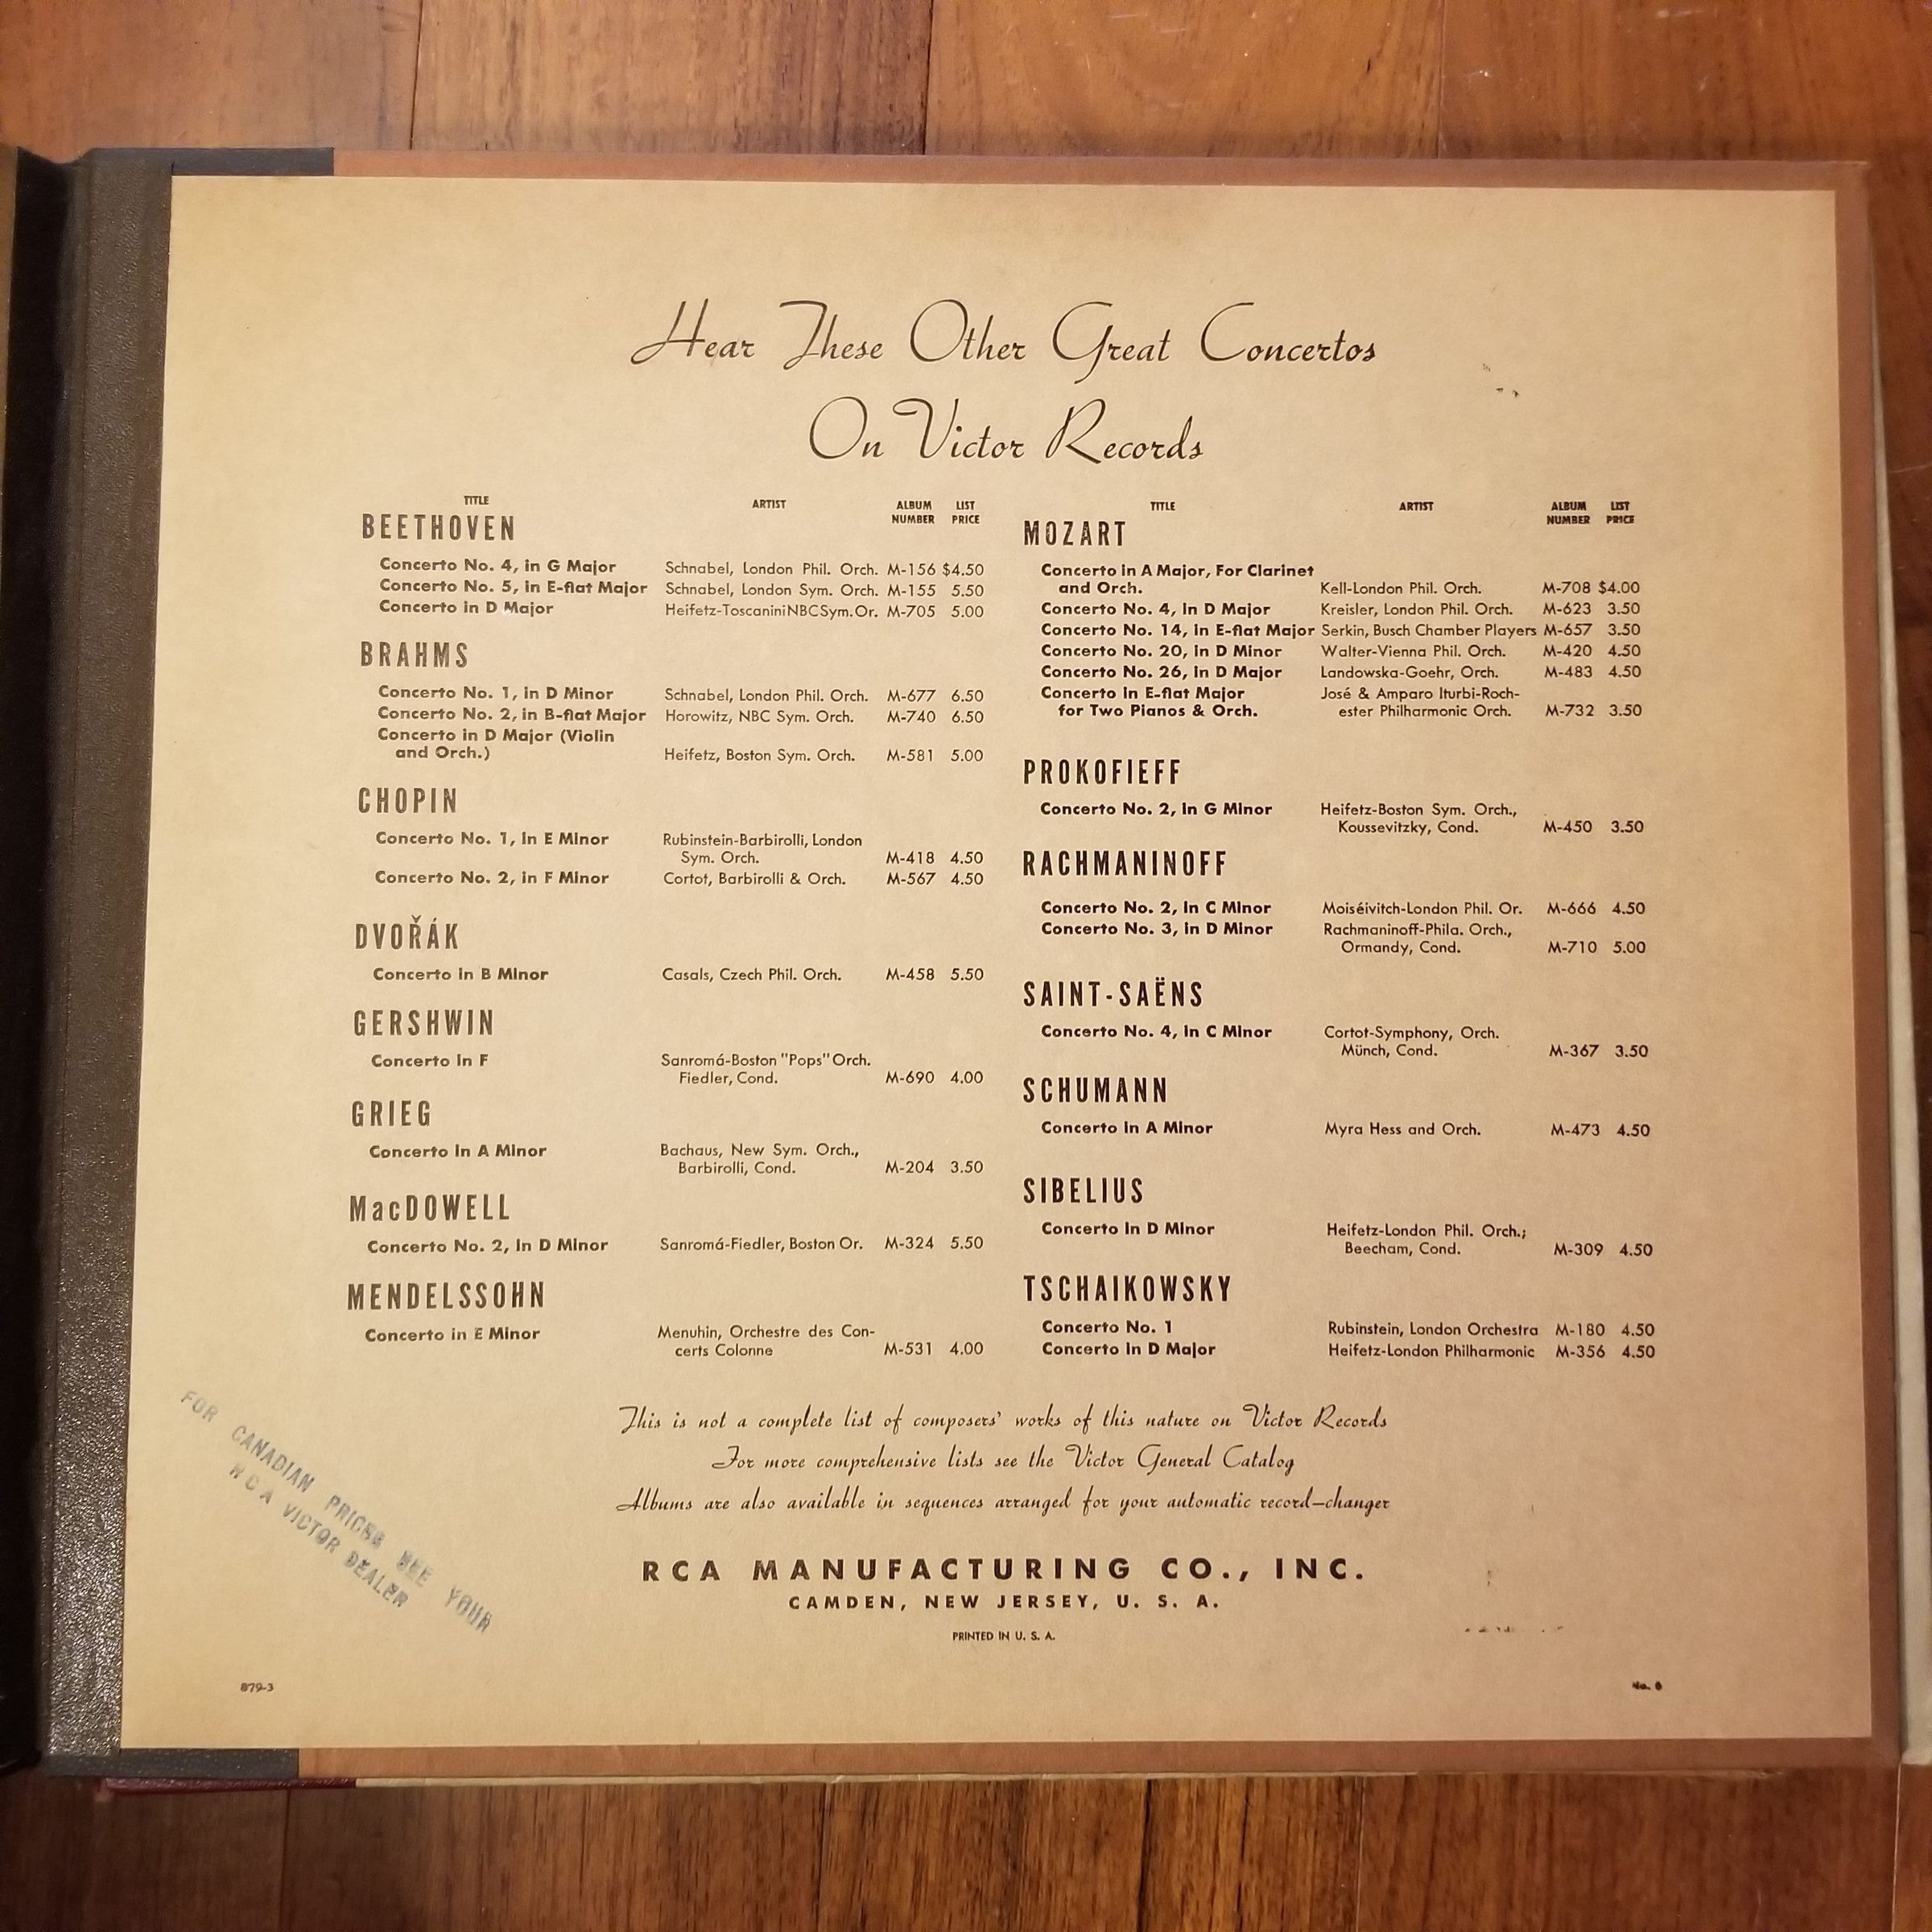 Hear These Other Great Concertos
On Victor Records
TITLE ARTIST ALBUM NUMBER LIST PRICE
BEETHOVEN
Concerto No. 4, in G Major Schnabel, London Phil. Orch. M-156 $4.50
Concerto No. 5, in E-flat Major Schnabel, London Sym. Orch. M-155 5.50
Concerto in D Major Heifetz-Toscanini NBC Sym. Or. M-705 5.00
BRAHMS
Concerto No. 1, in D Minor Schnabel, London Phil. Orch. M-677 6.50
Concerto No. 2, in B-flat Major Horowitz, NBC Sym. Orch. M-740 6.50
Concerto in D Major (Violin
and Orch.) Heifetz, Boston Sym. Orch. M-581 5.00
CHOPIN
Concerto No. 1, in E Minor Rubinstein-Barbirolli, London
Sym. Orch. M-418 4.50
Concerto No. 2, in F Minor Cortot, Barbirolli & Orch. M-567 4.50
DVOŘÁK
Concerto in B Minor Casals, Czech Phil. Orch. M-458 5.50
GERSHWIN
Concerto in F Sanromá-Boston "Pops" Orch.
Fiedler, Cond. M-690 4.00
GRIEG
Concerto in A Minor Bachaus, New Sym. Orch.,
Barbirolli, Cond. M-204 3.50
MacDOWELL
Concerto No. 2, in D Minor Sanromá-Fiedler, Boston Or. M-324 5.50
MENDELSSOHN
Concerto in E Minor Menuhin, Orchestre des Con-
certs Colonne M-531 4.00
TITLE ARTIST ALBUM NUMBER LIST PRICE
MOZART
Concerto in A Major, For Clarinet
and Orch. Kell-London Phil. Orch. M-708 $4.00
Concerto No. 4, in D Major Kreisler, London Phil. Orch. M-623 3.50
Concerto No. 14, in E-flat Major Serkin, Busch Chamber Players M-657 3.50
Concerto No. 20, in D Minor Walter-Vienna Phil. Orch. M-420 4.50
Concerto No. 26, in D Major Landowska-Goehr, Orch. M-483 4.50
Concerto in E-flat Major José & Amparo Iturbi-Roch-
for Two Pianos & Orch. ester Philharmonic Orch. M-732 3.50
PROKOFIEFF
Concerto No. 2, in G Minor Heifetz-Boston Sym. Orch.,
Koussevitzky, Cond. M-450 3.50
RACHMANINOFF
Concerto No. 2, in C Minor Moiséivitch-London Phil. Or. M-666 4.50
Concerto No. 3, in D Minor Rachmaninoff-Phila. Orch.,
Ormandy, Cond. M-710 5.00
SAINT-SAËNS
Concerto No. 4, in C Minor Cortot-Symphony, Orch.
Münch, Cond. M-367 3.50
SCHUMANN
Concerto in A Minor Myra Hess and Orch. M-473 4.50
SIBELIUS
Concerto in D Minor Heifetz-London Phil. Orch.;
Beecham, Cond. M-309 4.50
TSCHAIKOWSKY
Concerto No. 1 Rubinstein, London Orchestra M-180 4.50
Concerto in D Major Heifetz-London Philharmonic M-356 4.50
This is not a complete list of composers' works of this nature on Victor Records
For more comprehensive lists see the Victor General Catalog
Albums are also available in sequences arranged for your automatic record-changer
FOR CANADIAN PRICES SEE YOUR
RCA VICTOR DEALER
RCA MANUFACTURING CO., INC.
CAMDEN, NEW JERSEY, U. S. A.
PRINTED IN U. S. A.
879-3
No.